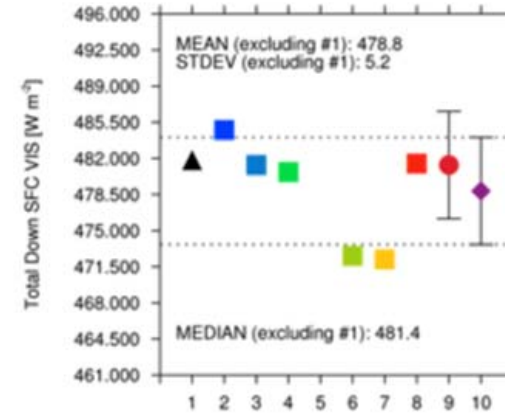 496.000
MEAN (excluding #1): 478.8
492.500
STDEV (excluding #1): 5.2
489.000
485.500
482.000
478.500
475.000
471.500
468.000
464.500
MEDIAN (excluding #1): 481.4
461.000
Total Down SFC VIS [W m⁻²]
1 2 3 4 5 6 7 8 9 10